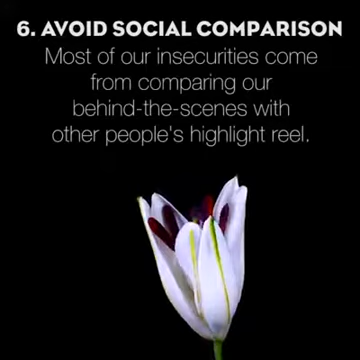 6. AVOID SOCIAL COMPARISON
Most of our insecurities come
from comparing our
behind-the-scenes with
other people's highlight reel.